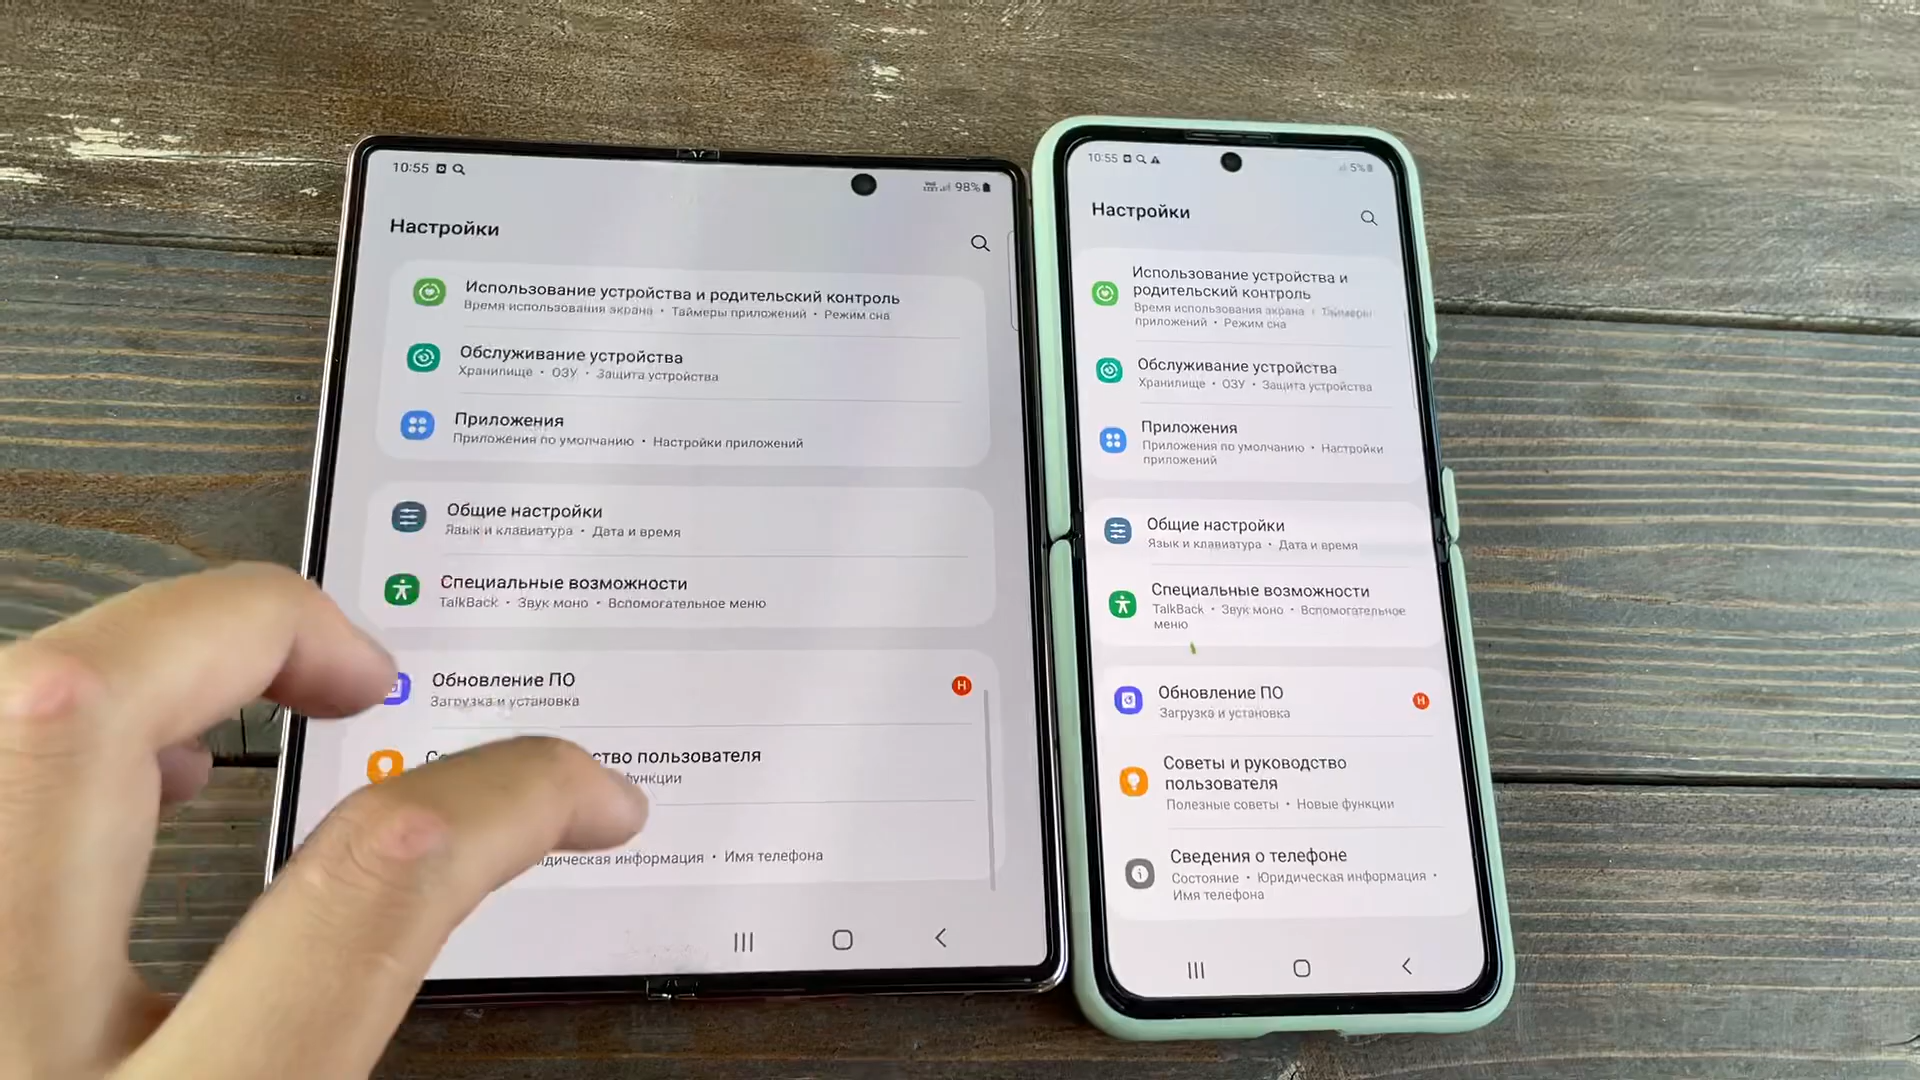 10:55
98%
Настройки
Использование устройства и родительский контроль
Время использования экрана • Таймеры приложений • Режим сна
Обслуживание устройства
Хранилище • ОЗУ • Защита устройства
Приложения
Приложения по умолчанию • Настройки приложений
Общие настройки
Язык и клавиатура • Дата и время
Специальные возможности
TalkBack • Звук моно • Вспомогательное меню
Обновление ПО
Н
Загрузка и установка
пользователя
функции
информация • Имя телефона
10:55
5%
Настройки
Использование устройства и
родительский контроль
Время использования экрана • Таймеры
приложений • Режим сна
Обслуживание устройства
Хранилище • ОЗУ • Защита устройства
Приложения
Приложения по умолчанию • Настройки
приложений
Общие настройки
Язык и клавиатура • Дата и время
Специальные возможности
TalkBack • Звук моно • Вспомогательное
меню
Обновление ПО
Н
Загрузка и установка
Советы и руководство
пользователя
Полезные советы • Новые функции
Сведения о телефоне
Состояние • Юридическая информация •
Имя телефона